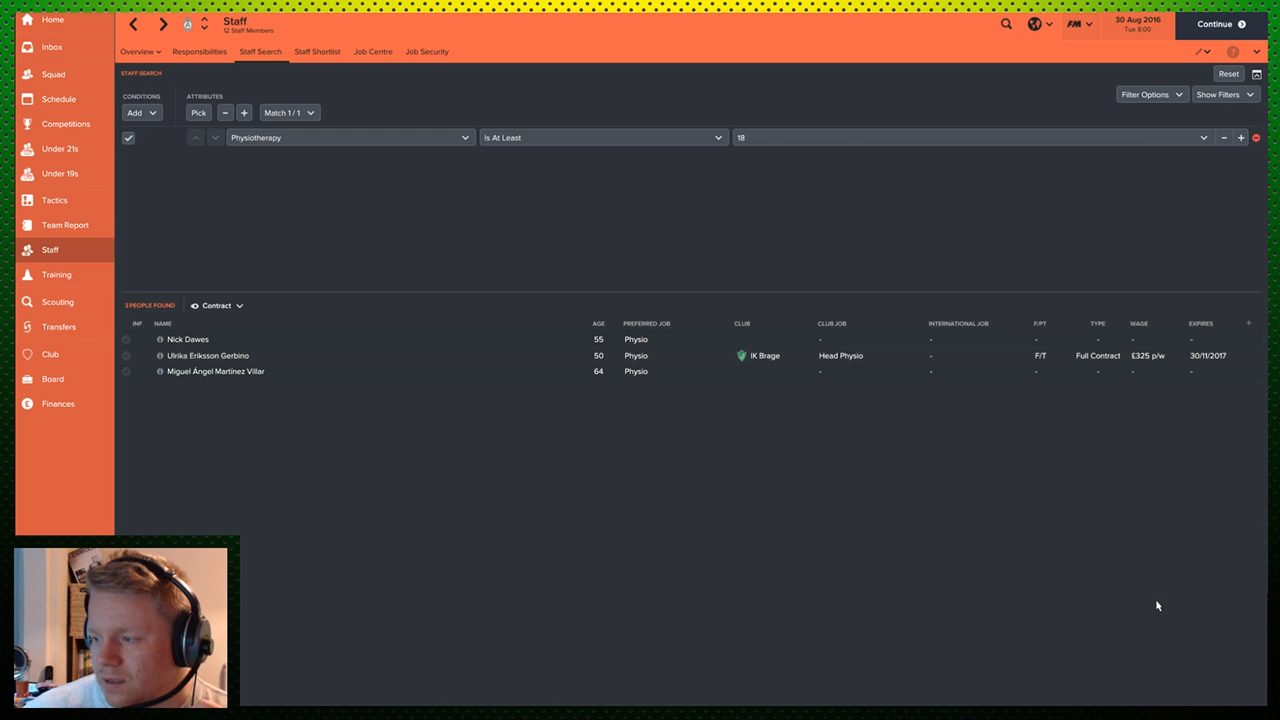 Home
Staff
12 Staff Members
FM
30 Aug 2016
Tue 8:00
Continue
Inbox
Squad
Schedule
Competitions
Under 21s
Under 19s
Tactics
Team Report
Staff
Training
Scouting
Transfers
Club
Board
Finances
Overview Responsibilities Staff Search Staff Shortlist Job Centre Job Security
STAFF SEARCH
Reset
CONDITIONS ATTRIBUTES
Add Pick Match 1 / 1 Filter Options Show Filters
Physiotherapy Is At Least 18
3 PEOPLE FOUND Contract
INF NAME AGE PREFERRED JOB CLUB CLUB JOB INTERNATIONAL JOB F/PT TYPE WAGE EXPIRES
Nick Dawes 55 Physio - - - - - -
Ulrika Eriksson Gerbino 50 Physio IK Brage Head Physio - F/T Full Contract £325 p/w 30/11/2017
Miguel Ángel Martínez Villar 64 Physio - - - - - -